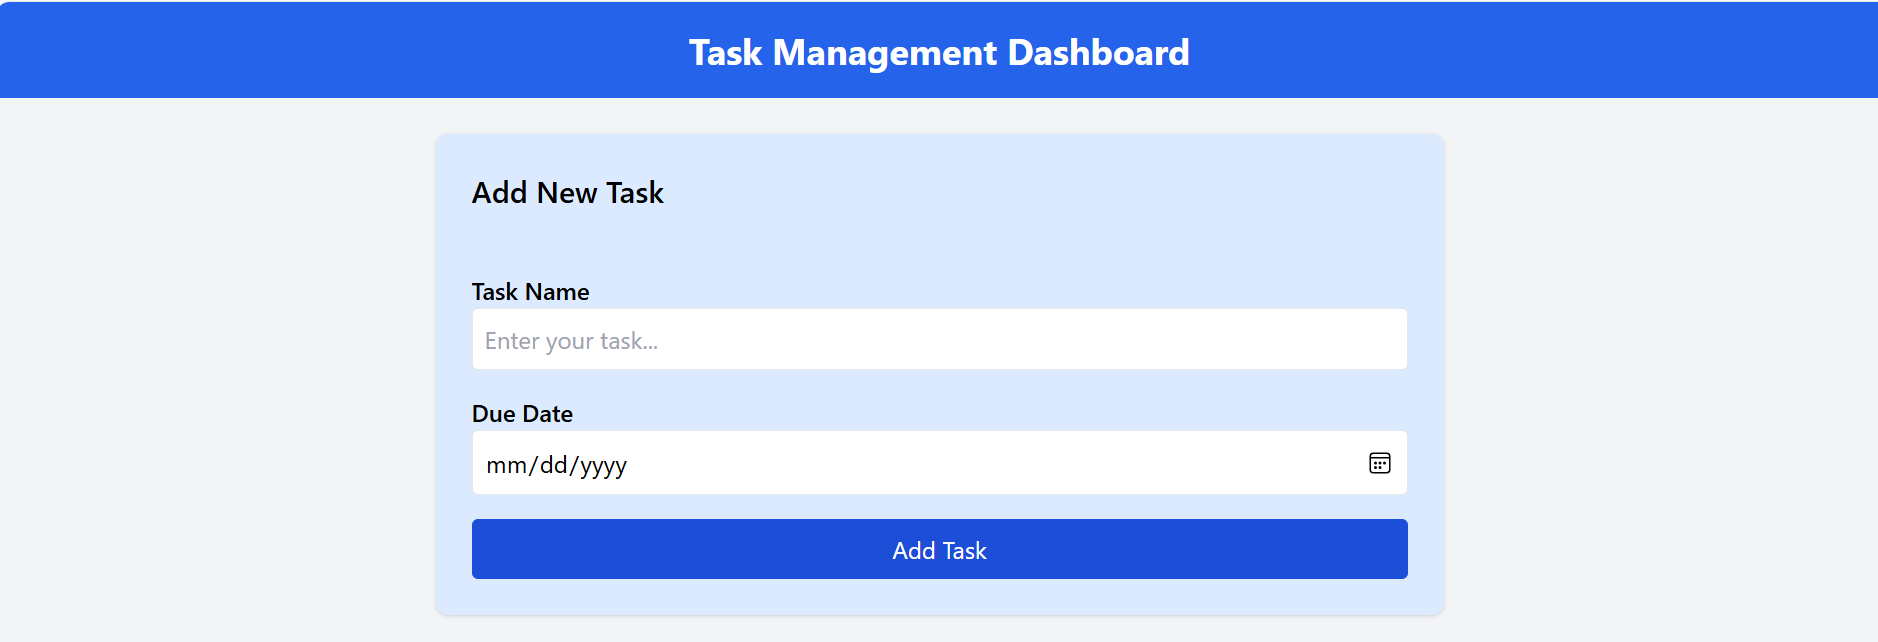 Task Management Dashboard
Add New Task
Task Name
Enter your task...
Due Date
mm/dd/yyyy
Add Task